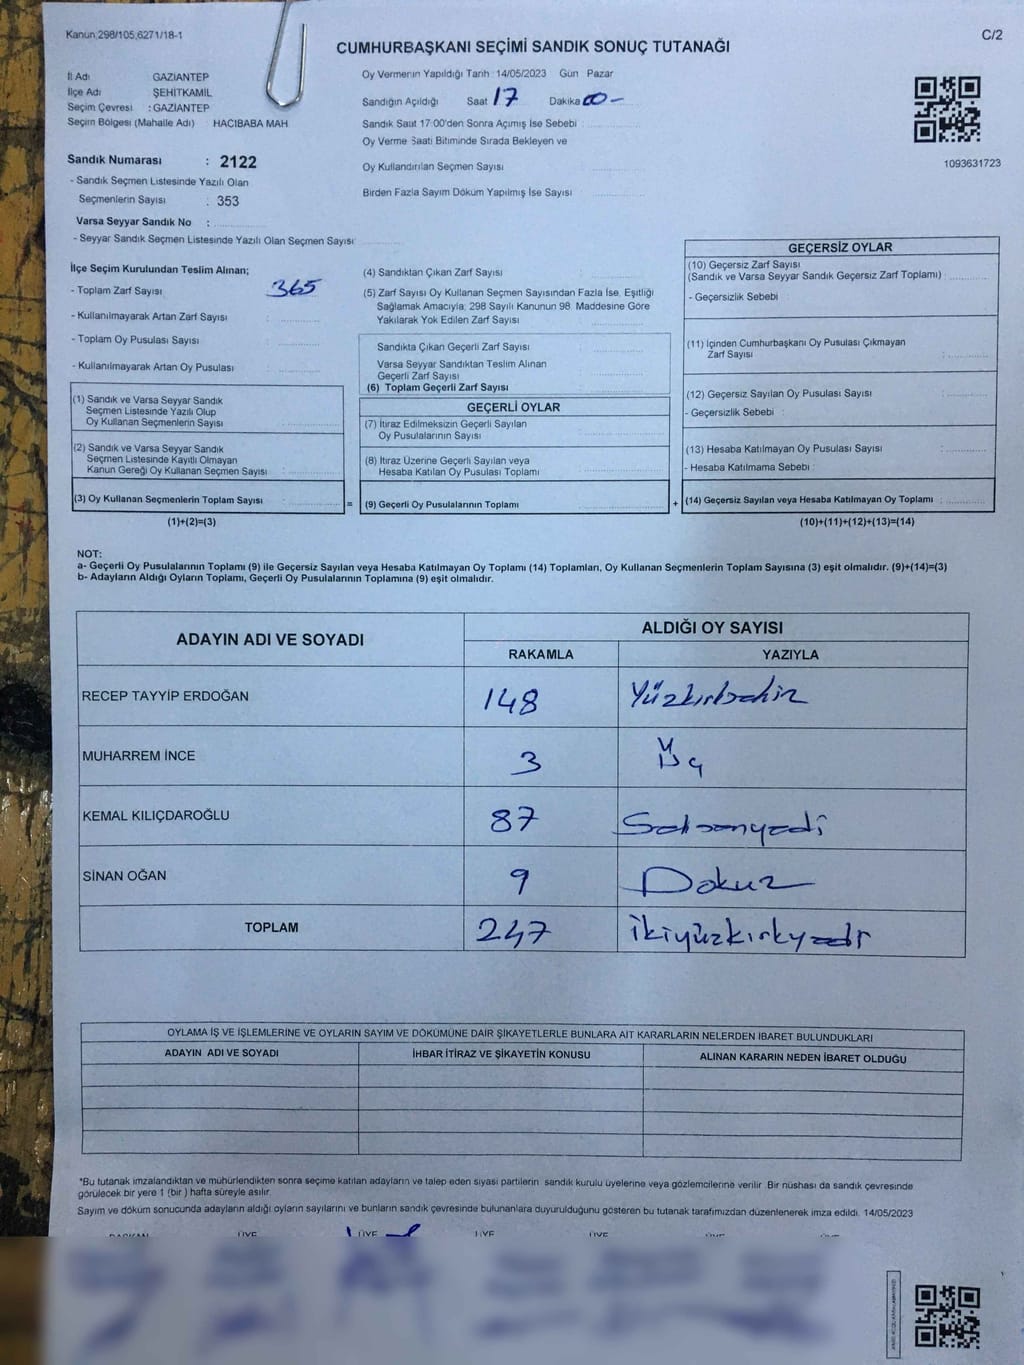 Kanun;298/105,6271/18-1
C/2
CUMHURBAŞKANI SEÇİMİ SANDIK SONUÇ TUTANAĞI
İl Adı GAZİANTEP
İlçe Adı ŞEHİTKAMİL
Seçim Çevresi : GAZİANTEP
Seçim Bölgesi (Mahalle Adı) HACIBABA MAH
Sandık Numarası : 2122
- Sandık Seçmen Listesinde Yazılı Olan
Seçmenlerin Sayısı : 353
Varsa Seyyar Sandık No :
- Seyyar Sandık Seçmen Listesinde Yazılı Olan Seçmen Sayısı:
Oy Vermenin Yapıldığı Tarih :14/05/2023 Gün Pazar
Sandığın Açıldığı Saat 17 Dakika 00-
Sandık Saat 17:00'den Sonra Açımış İse Sebebi :
Oy Verme Saati Bitiminde Sırada Bekleyen ve
Oy Kullandırılan Seçmen Sayısı
Birden Fazla Sayım Döküm Yapılmış İse Sayısı
1093631723
İlçe Seçim Kurulundan Teslim Alınan;
- Toplam Zarf Sayısı 365
- Kullanılmayarak Artan Zarf Sayısı :
- Toplam Oy Pusulası Sayısı :
- Kullanılmayarak Artan Oy Pusulası :
(1) Sandık ve Varsa Seyyar Sandık
Seçmen Listesinde Yazılı Olup
Oy Kullanan Seçmenlerin Sayısı :
(2) Sandık ve Varsa Seyyar Sandık
Seçmen Listesinde Kayıtlı Olmayan
Kanun Gereği Oy Kullanan Seçmen Sayısı :
(3) Oy Kullanan Seçmenlerin Toplam Sayısı :
(1)+(2)=(3)
(4) Sandıktan Çıkan Zarf Sayısı :
(5) Zarf Sayısı Oy Kullanan Seçmen Sayısından Fazla İse, Eşitliği
Sağlamak Amacıyla; 298 Sayılı Kanunun 98. Maddesine Göre
Yakılarak Yok Edilen Zarf Sayısı :
Sandıkta Çıkan Geçerli Zarf Sayısı
Varsa Seyyar Sandıktan Teslim Alınan
Geçerli Zarf Sayısı
(6) Toplam Geçerli Zarf Sayısı
GEÇERLİ OYLAR
(7) İtiraz Edilmeksizin Geçerli Sayılan
Oy Pusulalarının Sayısı
(8) İtiraz Üzerine Geçerli Sayılan veya
Hesaba Katılan Oy Pusulası Toplamı
= (9) Geçerli Oy Pusulalarının Toplamı
GEÇERSİZ OYLAR
(10) Geçersiz Zarf Sayısı
(Sandık ve Varsa Seyyar Sandık Geçersiz Zarf Toplamı) :
- Geçersizlik Sebebi :
(11) İçinden Cumhurbaşkanı Oy Pusulası Çıkmayan
Zarf Sayısı :
(12) Geçersiz Sayılan Oy Pusulası Sayısı :
- Geçersizlik Sebebi :
(13) Hesaba Katılmayan Oy Pusulası Sayısı :
- Hesaba Katılmama Sebebi :
+ (14) Geçersiz Sayılan veya Hesaba Katılmayan Oy Toplamı :
(10)+(11)+(12)+(13)=(14)
NOT:
a- Geçerli Oy Pusulalarının Toplamı (9) ile Geçersiz Sayılan veya Hesaba Katılmayan Oy Toplamı (14) Toplamları, Oy Kullanan Seçmenlerin Toplam Sayısına (3) eşit olmalıdır. (9)+(14)=(3)
b- Adayların Aldığı Oyların Toplamı, Geçerli Oy Pusulalarının Toplamına (9) eşit olmalıdır.
ADAYIN ADI VE SOYADI ALDIĞI OY SAYISI
RAKAMLA YAZIYLA
RECEP TAYYİP ERDOĞAN 148 Yüzkırksekiz
MUHARREM İNCE 3 Üç
KEMAL KILIÇDAROĞLU 87 Seksenyedi
SİNAN OĞAN 9 Dokuz
TOPLAM 247 ikiyüzkırkyedi
OYLAMA İŞ VE İŞLEMLERİNE VE OYLARIN SAYIM VE DÖKÜMÜNE DAİR ŞİKAYETLERLE BUNLARA AİT KARARLARIN NELERDEN İBARET BULUNDUKLARI
ADAYIN ADI VE SOYADI İHBAR İTİRAZ VE ŞİKAYETİN KONUSU ALINAN KARARIN NEDEN İBARET OLDUĞU
*Bu tutanak imzalandıktan ve mühürlendikten sonra seçime katılan adayların ve talep eden siyasi partilerin sandık kurulu üyelerine veya gözlemcilerine verilir. Bir nüshası da sandık çevresinde
görülecek bir yere 1 (bir) hafta süreyle asılır.
Sayım ve döküm sonucunda adayların aldığı oyların sayılarını ve bunların sandık çevresinde bulunanlara duyurulduğunu gösteren bu tutanak tarafımızdan düzenlenerek imza edildi. 14/05/2023
BAŞKAN ÜYE ÜYE ÜYE ÜYE ÜYE ÜYE